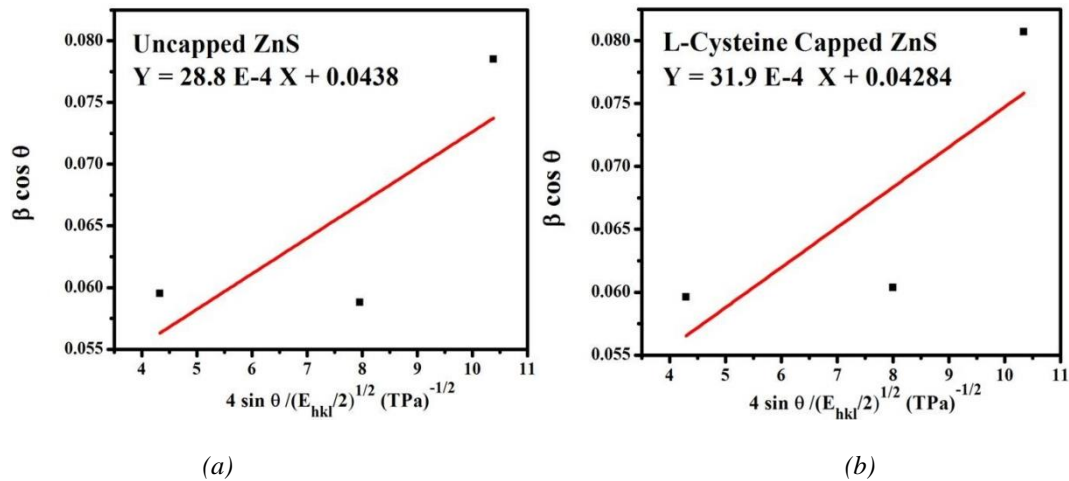 Uncapped ZnS
Y = 28.8 E-4 X + 0.0438
β cos θ
0.080
0.075
0.070
0.065
0.060
0.055
4 5 6 7 8 9 10 11
4 sin θ /(E_hkl/2)^1/2 (TPa)^-1/2
(a)
L-Cysteine Capped ZnS
Y = 31.9 E-4 X + 0.04284
β cos θ
0.080
0.075
0.070
0.065
0.060
0.055
4 5 6 7 8 9 10 11
4 sin θ /(E_hkl/2)^1/2 (TPa)^-1/2
(b)